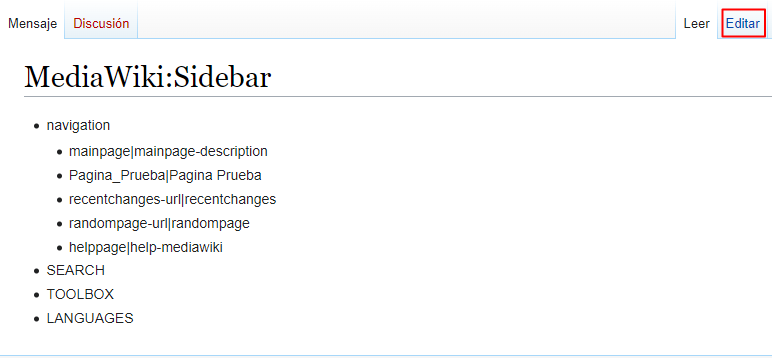 Mensaje Discusión Leer Editar
MediaWiki:Sidebar
navigation
mainpage|mainpage-description
Pagina_Prueba|Pagina Prueba
recentchanges-url|recentchanges
randompage-url|randompage
helppage|help-mediawiki
SEARCH
TOOLBOX
LANGUAGES